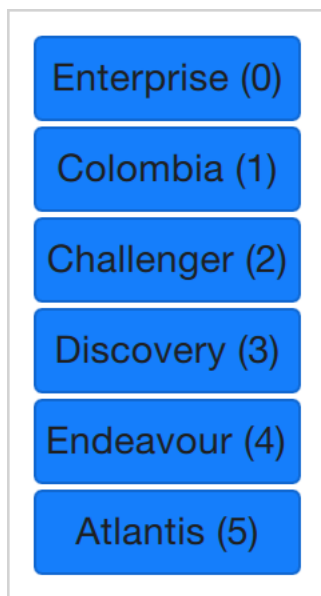 Enterprise (0)
Colombia (1)
Challenger (2)
Discovery (3)
Endeavour (4)
Atlantis (5)